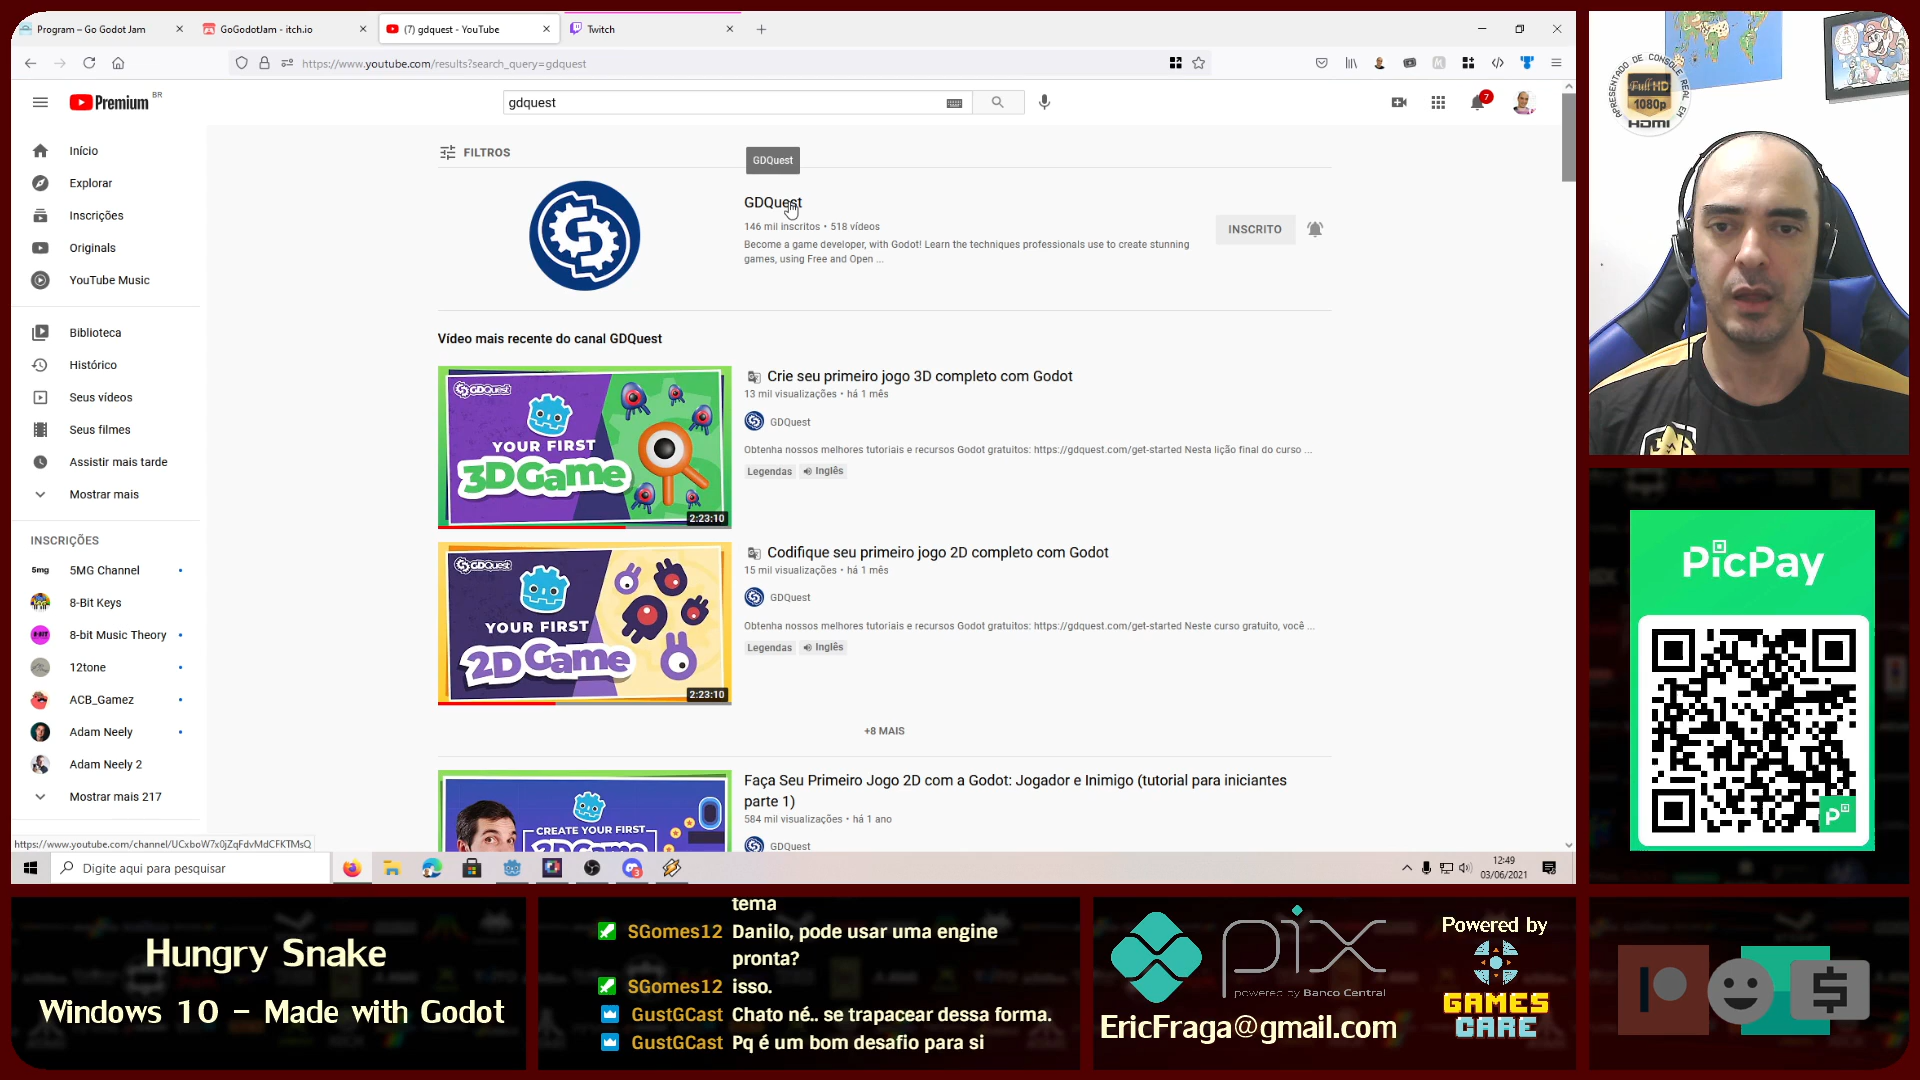 Program – Go Godot Jam
GoGodotJam - itch.io
(7) gdquest - YouTube
Twitch
https://www.youtube.com/results?search_query=gdquest
Premium BR
gdquest
7
Início
Explorar
Inscrições
Originals
YouTube Music
Biblioteca
Histórico
Seus vídeos
Seus filmes
Assistir mais tarde
Mostrar mais
INSCRIÇÕES
5mg
5MG Channel
8-Bit Keys
8-bit Music Theory
12tone
ACB_Gamez
Adam Neely
Adam Neely 2
Mostrar mais 217
https://www.youtube.com/channel/UCxboW7x0jZqFdvMdCFKTMsQ
FILTROS
GDQuest
GDQuest
146 mil inscritos • 518 vídeos
Become a game developer, with Godot! Learn the techniques professionals use to create stunning
games, using Free and Open ...
INSCRITO
Vídeo mais recente do canal GDQuest
GDQUEST
YOUR FIRST
3D Game
2:23:10
Crie seu primeiro jogo 3D completo com Godot
13 mil visualizações • há 1 mês
GDQuest
Obtenha nossos melhores tutoriais e recursos Godot gratuitos: https://gdquest.com/get-started Nesta lição final do curso ...
Legendas
Inglês
GDQUEST
YOUR FIRST
2D Game
2:23:10
Codifique seu primeiro jogo 2D completo com Godot
15 mil visualizações • há 1 mês
GDQuest
Obtenha nossos melhores tutoriais e recursos Godot gratuitos: https://gdquest.com/get-started Neste curso gratuito, você ...
Legendas
Inglês
+8 MAIS
CREATE YOUR FIRST
Faça Seu Primeiro Jogo 2D com a Godot: Jogador e Inimigo (tutorial para iniciantes
parte 1)
584 mil visualizações • há 1 ano
GDQuest
Digite aqui para pesquisar
12:49
03/06/2021
APRESENTADO DE CONSOLE REAL EM
Full HD
1080p
HDMI
PicPay
Hungry Snake
Windows 10 - Made with Godot
tema
SGomes12 Danilo, pode usar uma engine
pronta?
SGomes12 isso.
GustGCast Chato né.. se trapacear dessa forma.
GustGCast Pq é um bom desafio para si
pix
powered by Banco Central
EricFraga@gmail.com
Powered by
GAMES
CARE